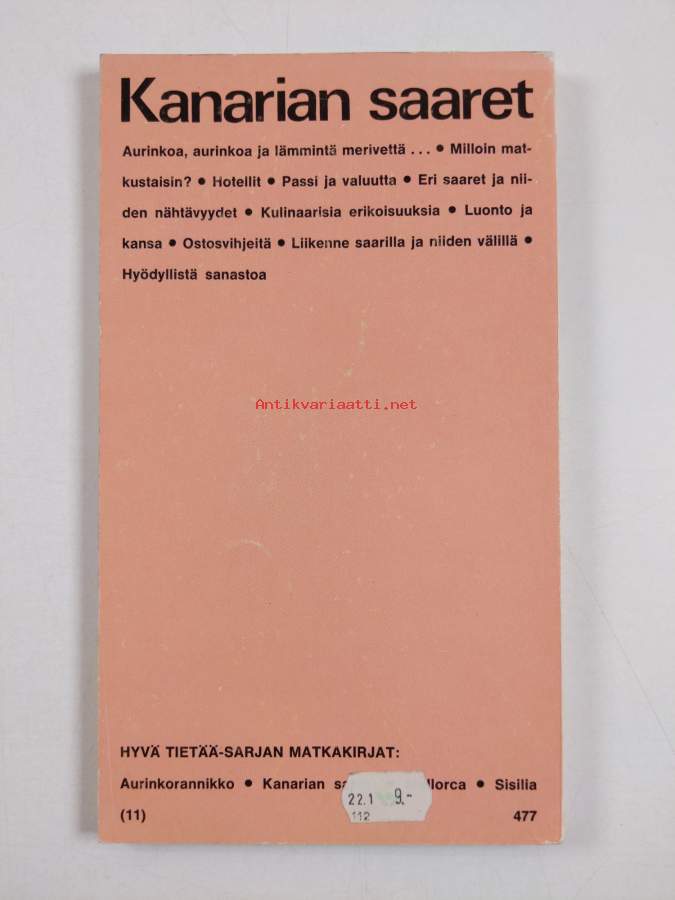 Kanarian saaret
Aurinkoa, aurinkoa ja lämmintä merivettä ... • Milloin mat-
kustaisin? • Hotellit • Passi ja valuutta • Eri saaret ja nii-
den nähtävyydet • Kulinaarisia erikoisuuksia • Luonto ja
kansa • Ostosvihjeitä • Liikenne saarilla ja niiden välillä •
Hyödyllistä sanastoa
Antikvariaatti.net
HYVÄ TIETÄÄ-SARJAN MATKAKIRJAT:
Aurinkorannikko • Kanarian • Sisilia
22.1 9.-
112
(11) 477